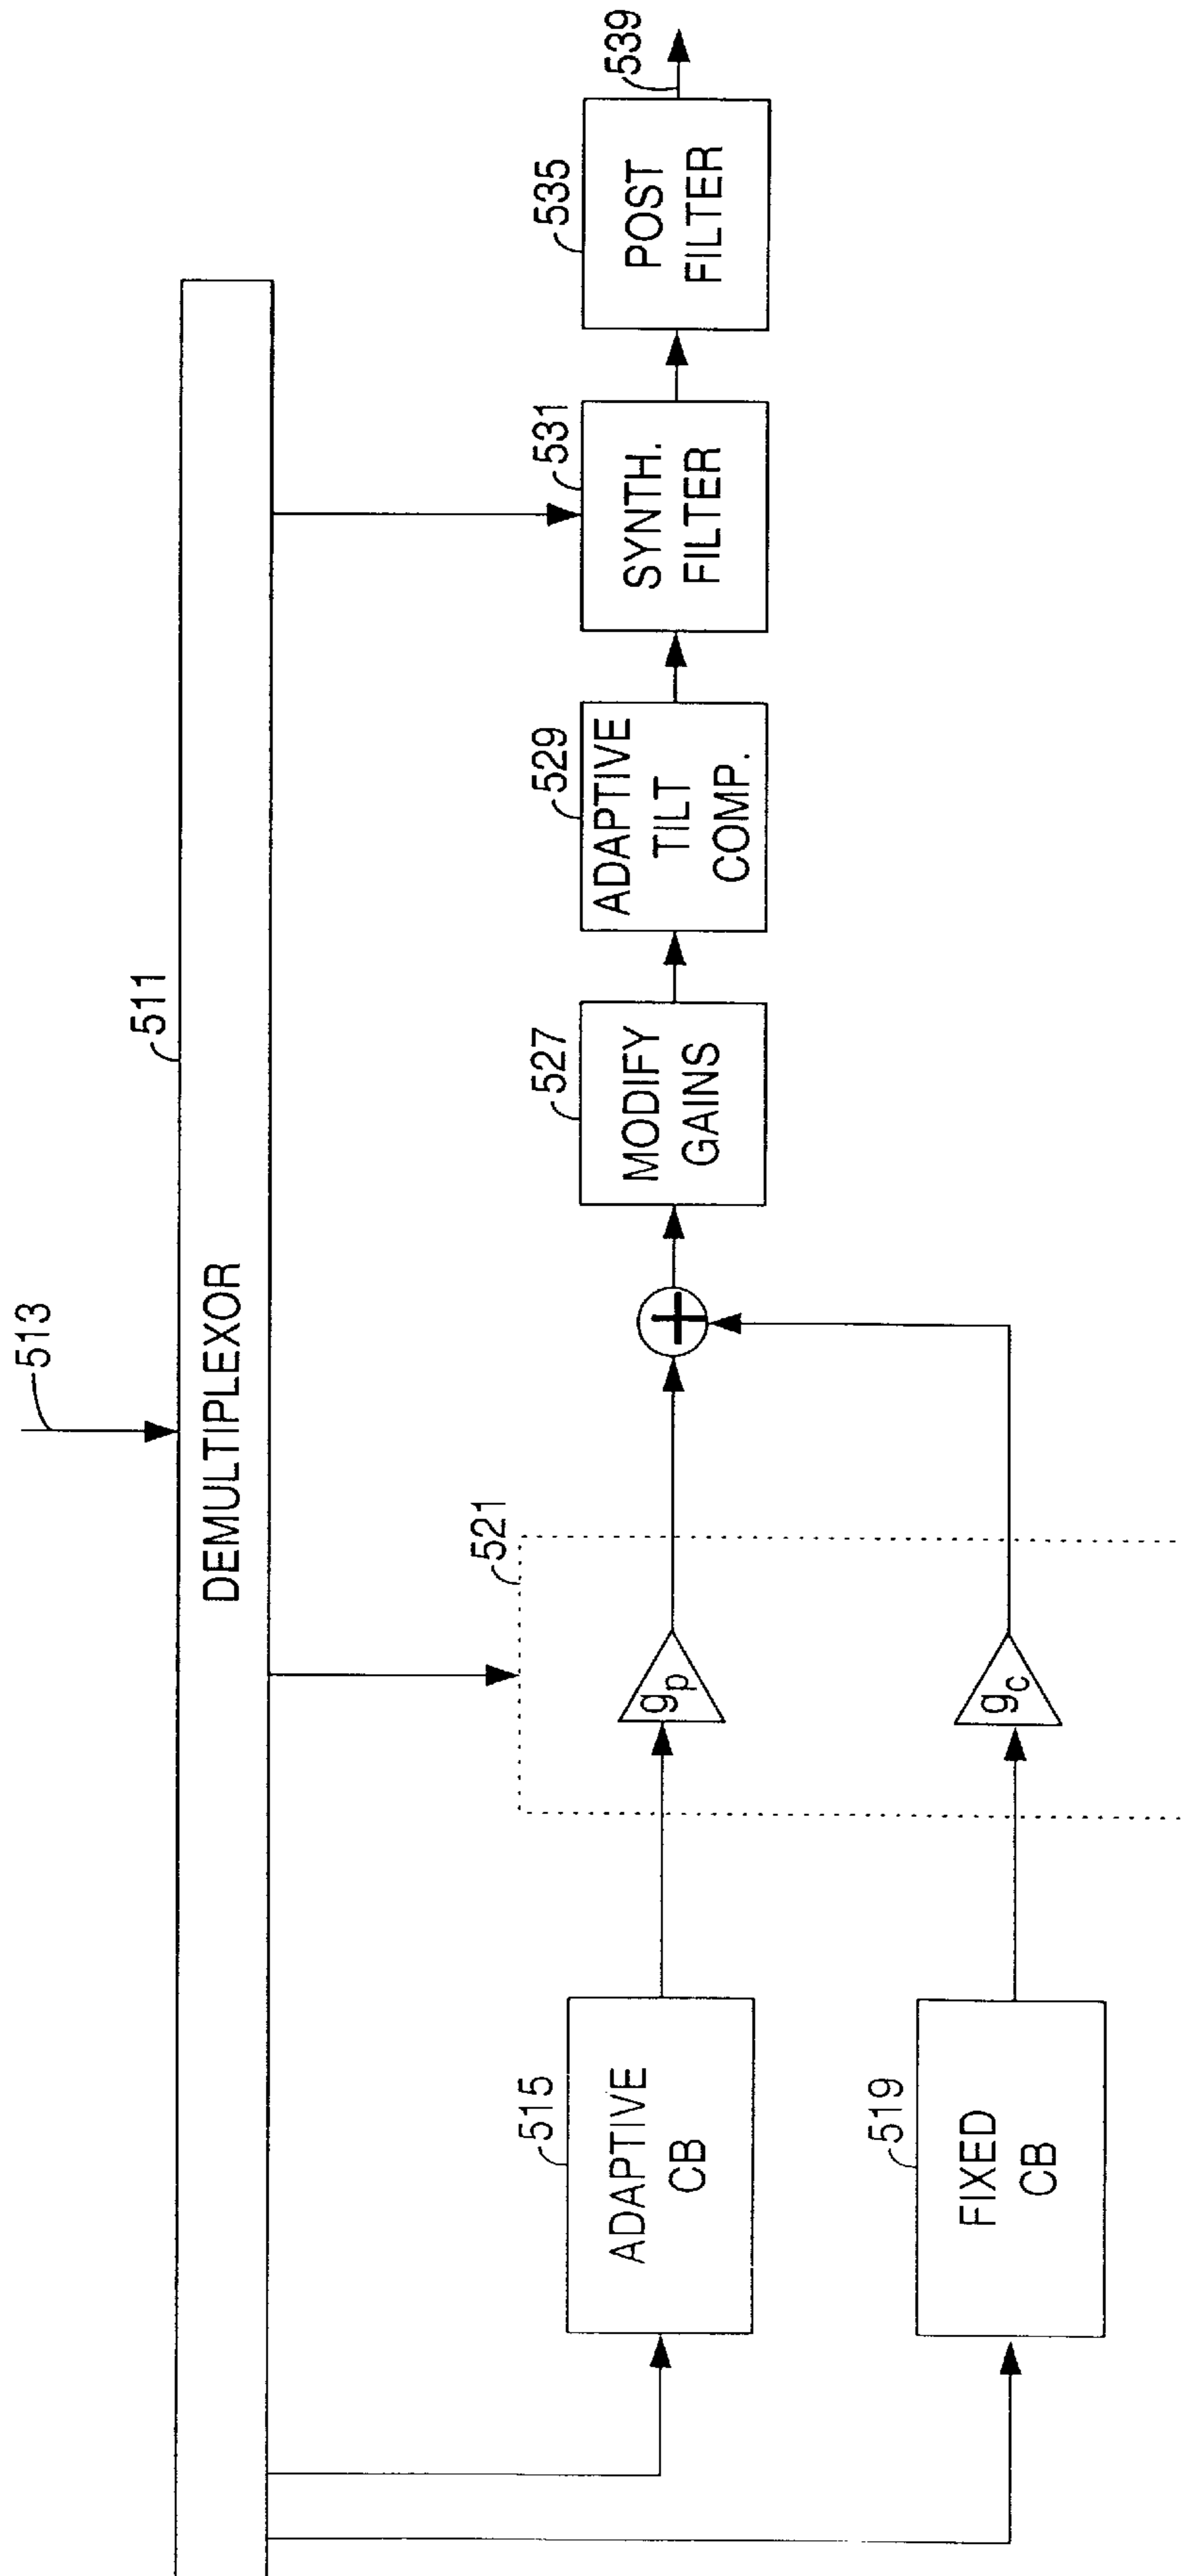 513
511
DEMULTIPLEXOR
521
515
ADAPTIVE
CB
g_p
527
MODIFY
GAINS
529
ADAPTIVE
TILT
COMP.
531
SYNTH.
FILTER
535
POST
FILTER
539
519
FIXED
CB
g_c